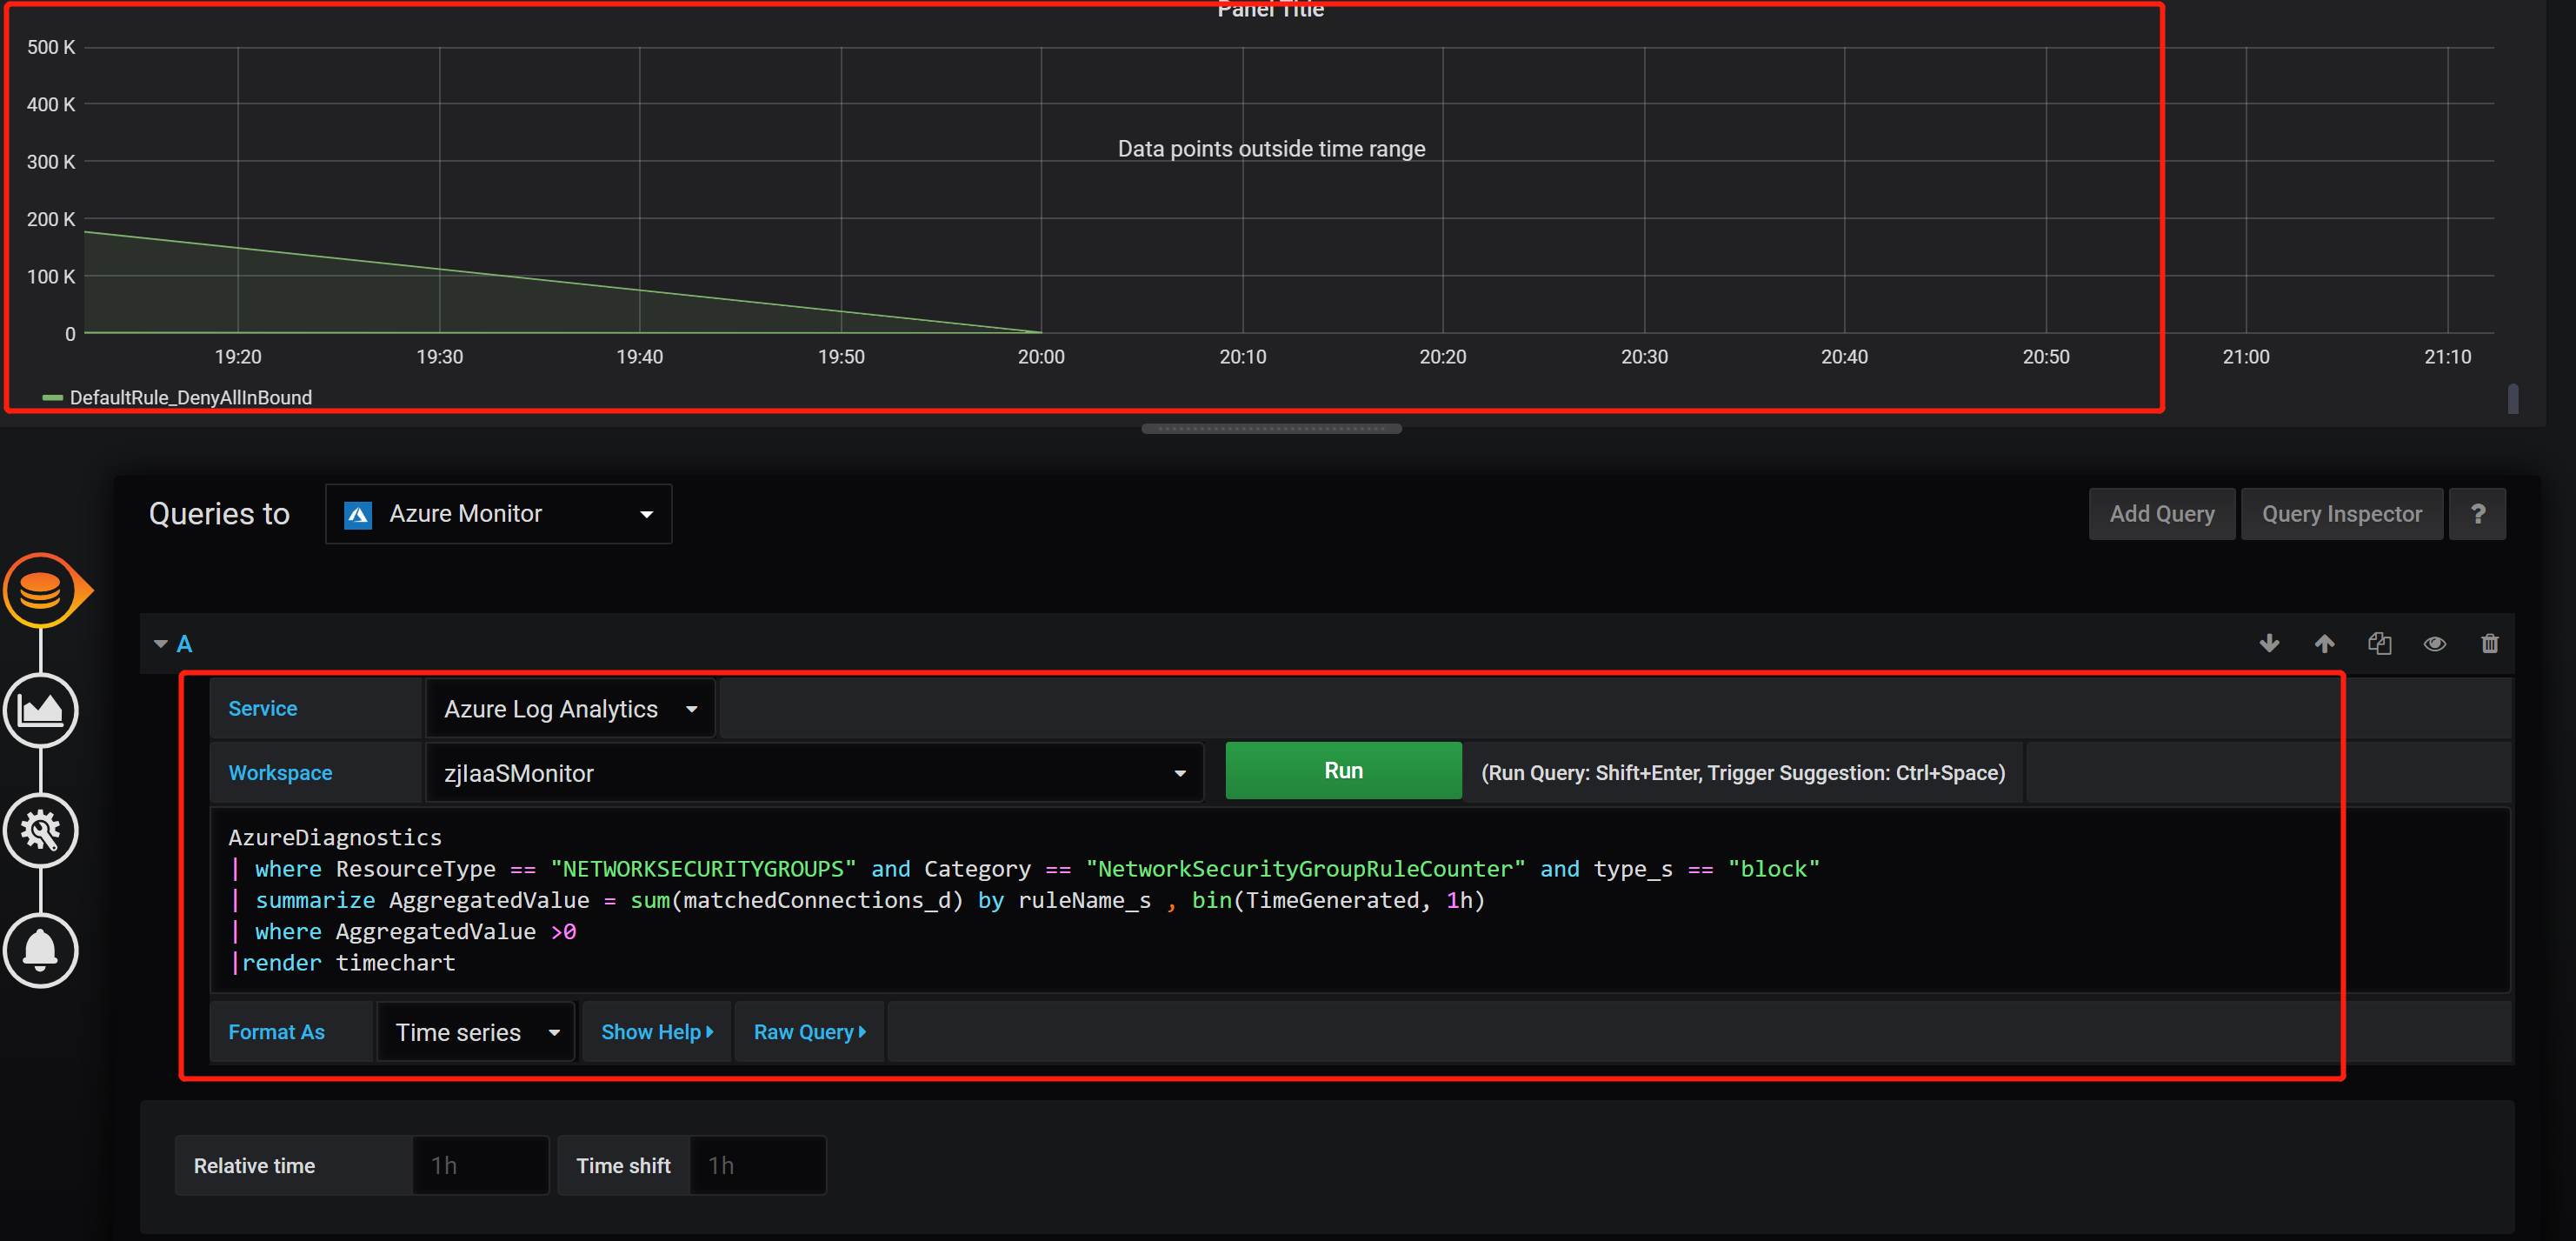 Panel Title
500 K
400 K
300 K
200 K
100 K
0
Data points outside time range
19:20 19:30 19:40 19:50 20:00 20:10 20:20 20:30 20:40 20:50 21:00 21:10
DefaultRule_DenyAllInBound
Queries to Azure Monitor Add Query Query Inspector ?
A
Service Azure Log Analytics
Workspace zjIaaSMonitor Run (Run Query: Shift+Enter, Trigger Suggestion: Ctrl+Space)
AzureDiagnostics
| where ResourceType == "NETWORKSECURITYGROUPS" and Category == "NetworkSecurityGroupRuleCounter" and type_s == "block"
| summarize AggregatedValue = sum(matchedConnections_d) by ruleName_s , bin(TimeGenerated, 1h)
| where AggregatedValue >0
|render timechart
Format As Time series Show Help Raw Query
Relative time 1h Time shift 1h